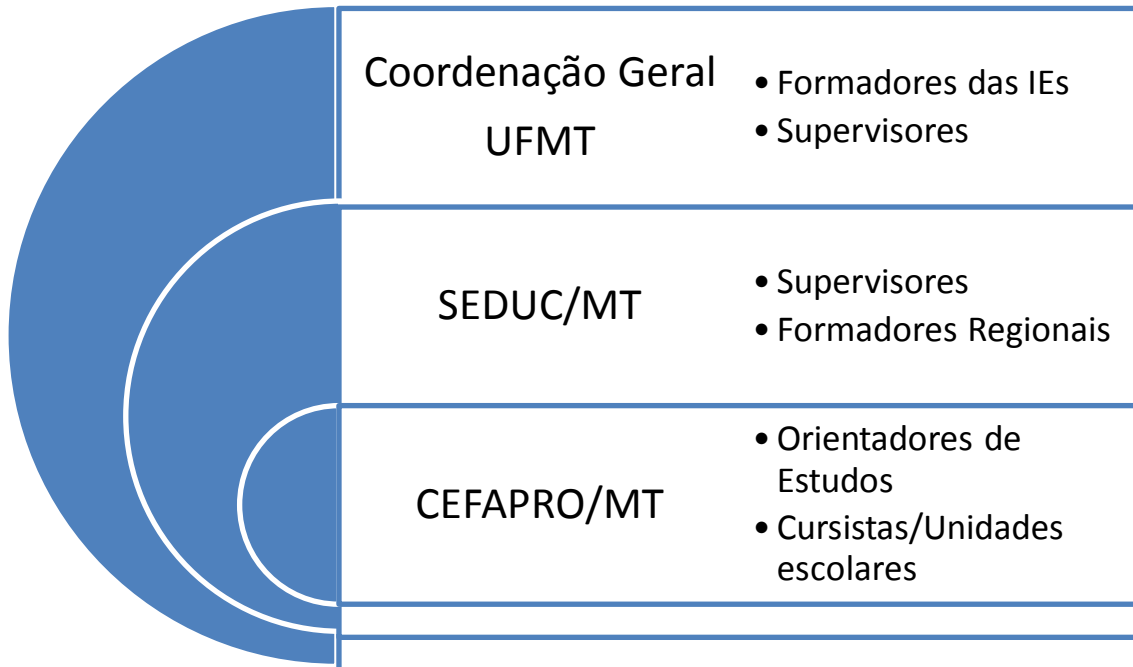 Coordenação Geral
UFMT
• Formadores das IEs
• Supervisores
SEDUC/MT
• Supervisores
• Formadores Regionais
CEFAPRO/MT
• Orientadores de
Estudos
• Cursistas/Unidades
escolares